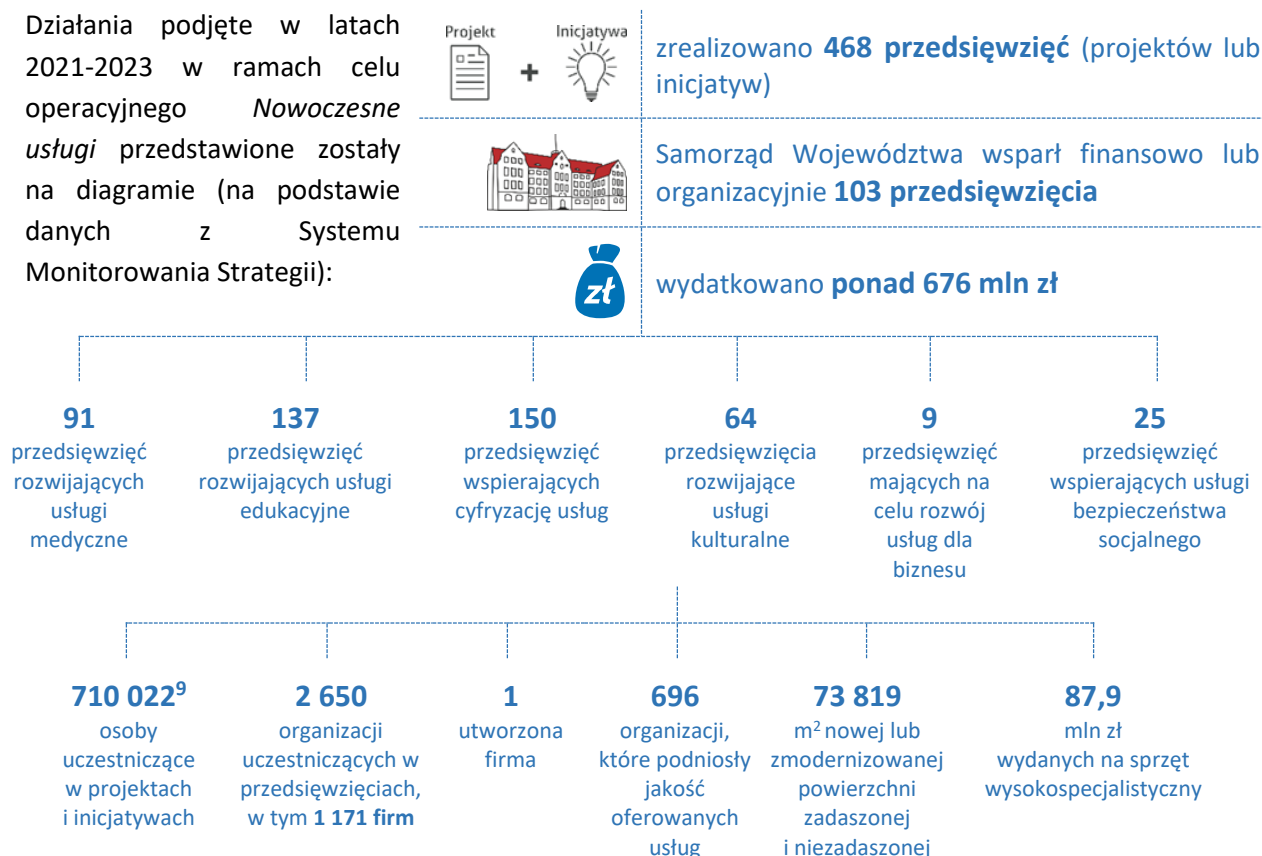 Działania podjęte w latach
2021-2023 w ramach celu
operacyjnego Nowoczesne
usługi przedstawione zostały
na diagramie (na podstawie
danych z Systemu
Monitorowania Strategii):
Projekt
Inicjatywa
+
zrealizowano 468 przedsięwzięć (projektów lub
inicjatyw)
Samorząd Województwa wsparł finansowo lub
organizacyjnie 103 przedsięwzięcia
zł
wydatkowano ponad 676 mln zł
91
przedsięwzięć
rozwijających
usługi
medyczne
137
przedsięwzięć
rozwijających usługi
edukacyjne
150
przedsięwzięć
wspierających
cyfryzację usług
64
przedsięwzięcia
rozwijające
usługi
kulturalne
9
przedsięwzięć
mających na
celu rozwój
usług dla
biznesu
25
przedsięwzięć
wspierających usługi
bezpieczeństwa
socjalnego
710 022⁹
osoby
uczestniczące
w projektach
i inicjatywach
2 650
organizacji
uczestniczących w
przedsięwzięciach,
w tym 1 171 firm
1
utworzona
firma
696
organizacji,
które podniosły
jakość
oferowanych
usług
73 819
m² nowej lub
zmodernizowanej
powierzchni
zadaszonej
i niezadaszonej
87,9
mln zł
wydanych na sprzęt
wysokospecjalistyczny